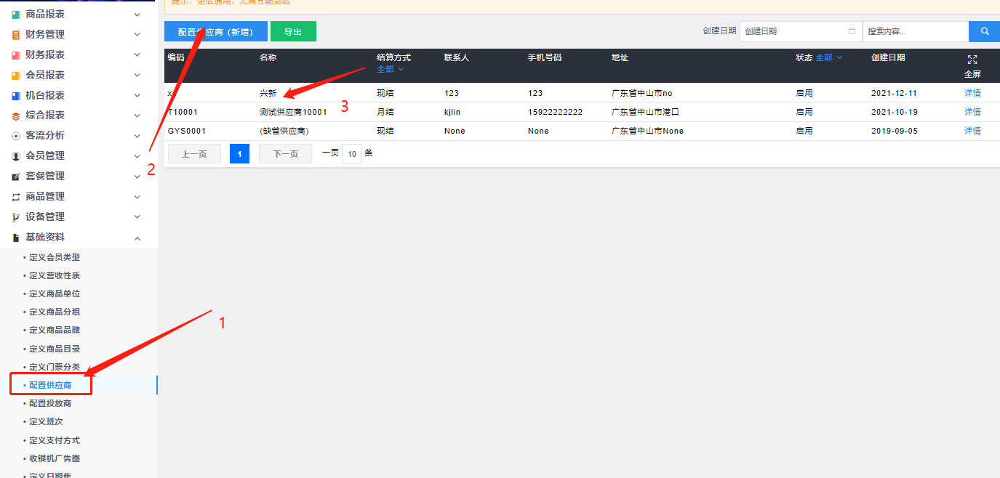 商品报表
财务管理
财务报表
会员报表
机台报表
综合报表
客流分析
会员管理
套餐管理
商品管理
设备管理
基础资料
• 定义会员类型
• 定义营收性质
• 定义商品单位
• 定义商品分组
• 定义商品品牌
• 定义商品目录
• 定义门票分类
• 配置供应商
• 配置投放商
• 定义班次
• 定义支付方式
• 收银机广告图
• 定义日期集
提示：全店通用，无需分配到店
配置供应商（新增） 导出 创建日期 创建日期 搜索内容...
编码 名称 结算方式 全部 联系人 手机号码 地址 状态 全部 创建日期 全屏
兴新 现结 123 123 广东省中山市no 启用 2021-12-11 详情
T10001 测试供应商10001 月结 kjlin 15922222222 广东省中山市港口 启用 2021-10-19 详情
GYS0001 (缺省供应商) 现结 None None 广东省中山市None 启用 2019-09-05 详情
上一页 1 下一页 一页 10 条
1
2
3